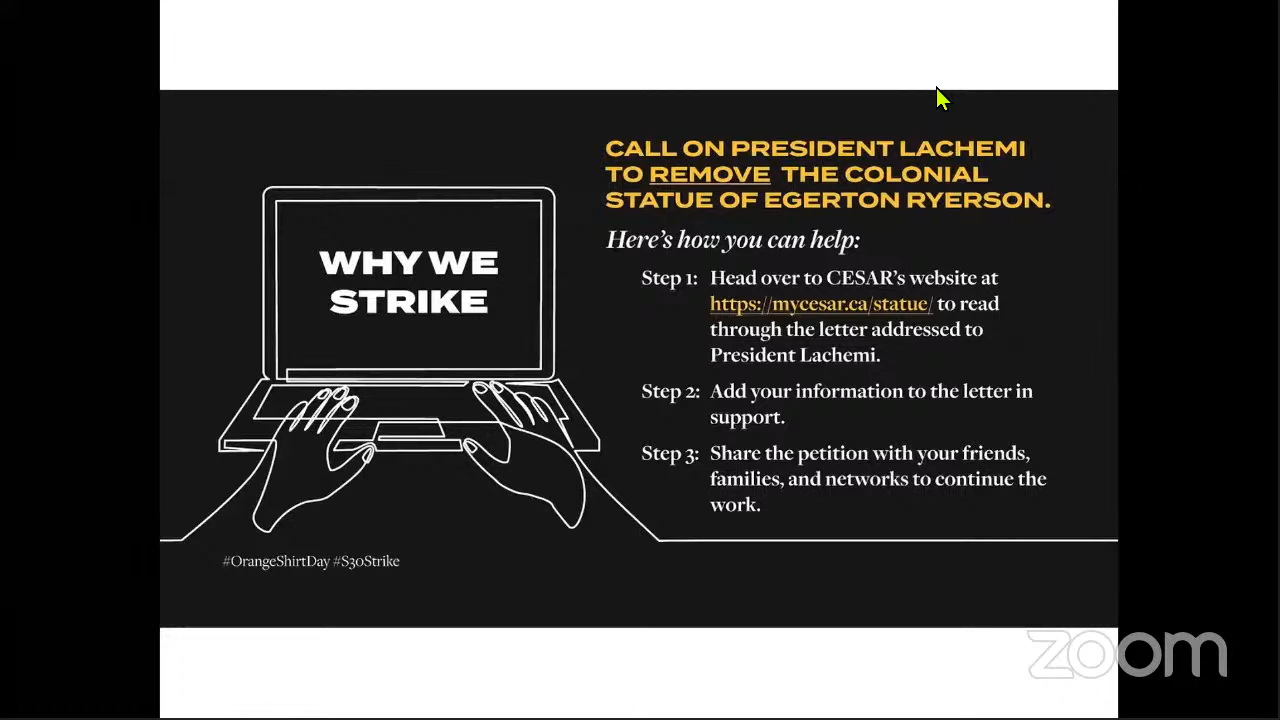 WHY WE
STRIKE
CALL ON PRESIDENT LACHEMI
TO REMOVE THE COLONIAL
STATUE OF EGERTON RYERSON.
Here's how you can help:
Step 1: Head over to CESAR's website at
https://mycesar.ca/statue/ to read
through the letter addressed to
President Lachemi.
Step 2: Add your information to the letter in
support.
Step 3: Share the petition with your friends,
families, and networks to continue the
work.
#OrangeShirtDay #S30Strike
zoom